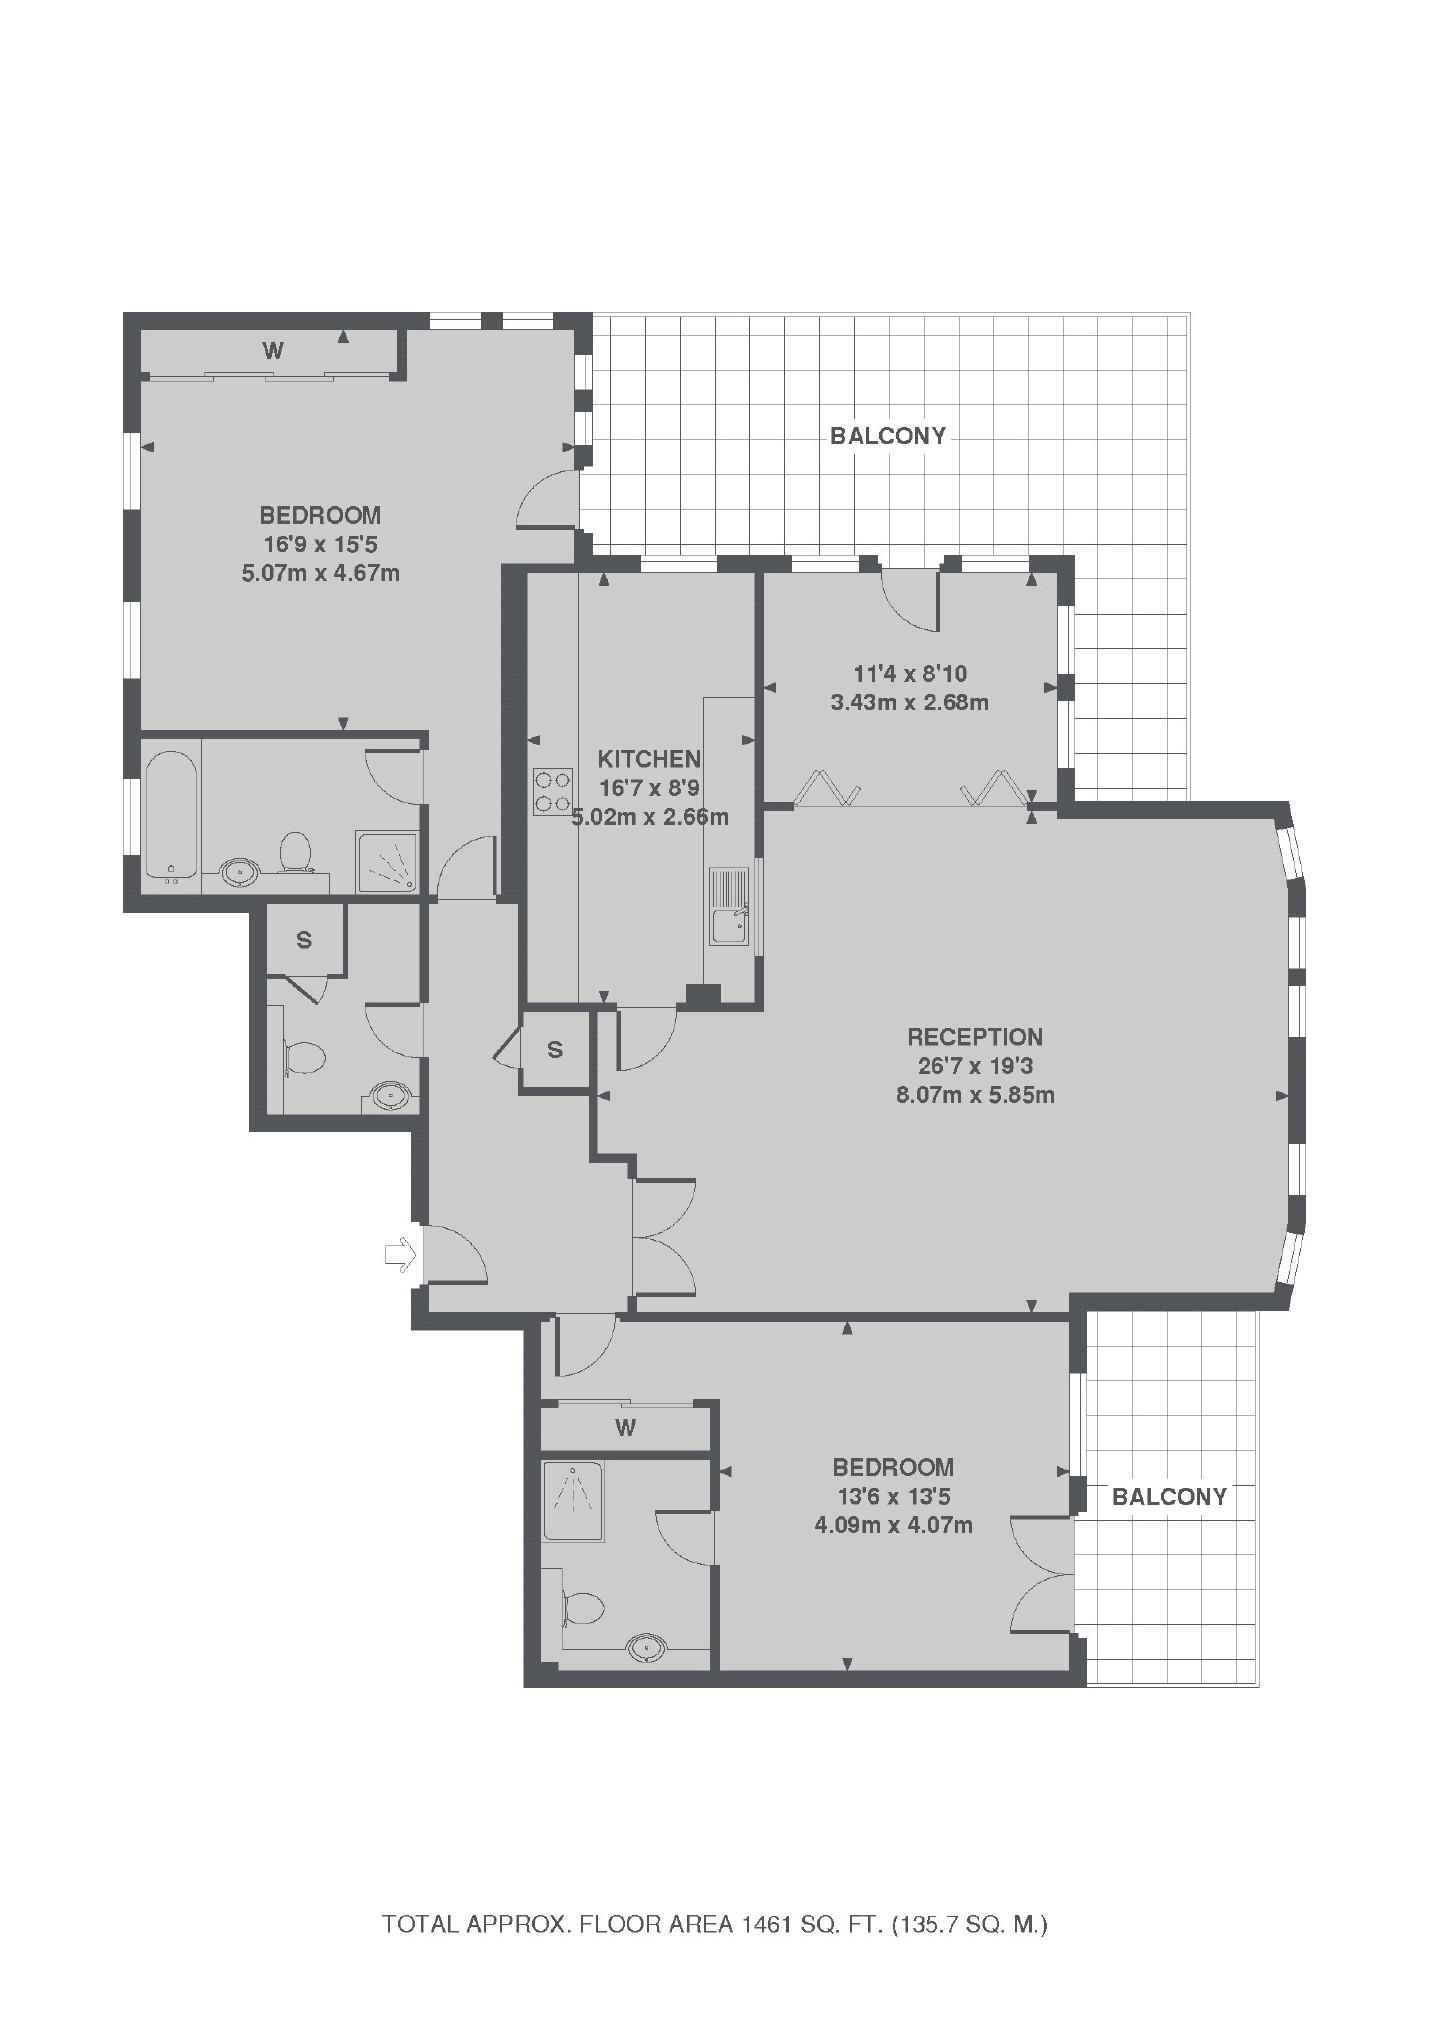 W
BALCONY
BEDROOM
16'9 x 15'5
5.07m x 4.67m
11'4 x 8'10
3.43m x 2.68m
KITCHEN
16'7 x 8'9
5.02m x 2.66m
S
S
RECEPTION
26'7 x 19'3
8.07m x 5.85m
W
BEDROOM
13'6 x 13'5
4.09m x 4.07m
BALCONY
TOTAL APPROX. FLOOR AREA 1461 SQ. FT. (135.7 SQ. M.)